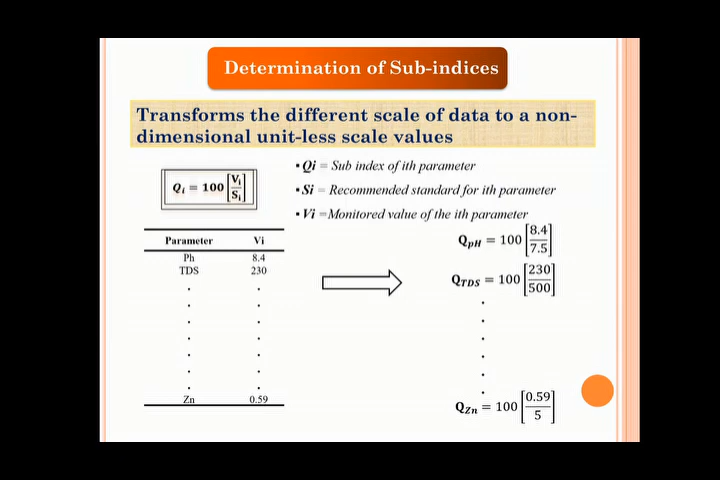 Determination of Sub-indices
Transforms the different scale of data to a non-
dimensional unit-less scale values
Qi = 100 [Vi/Si]
▪ Qi = Sub index of ith parameter
▪ Si = Recommended standard for ith parameter
▪ Vi =Monitored value of the ith parameter
Parameter Vi
Ph 8.4
TDS 230
Zn 0.59
QpH = 100 [8.4/7.5]
QTDS = 100 [230/500]
QZn = 100 [0.59/5]